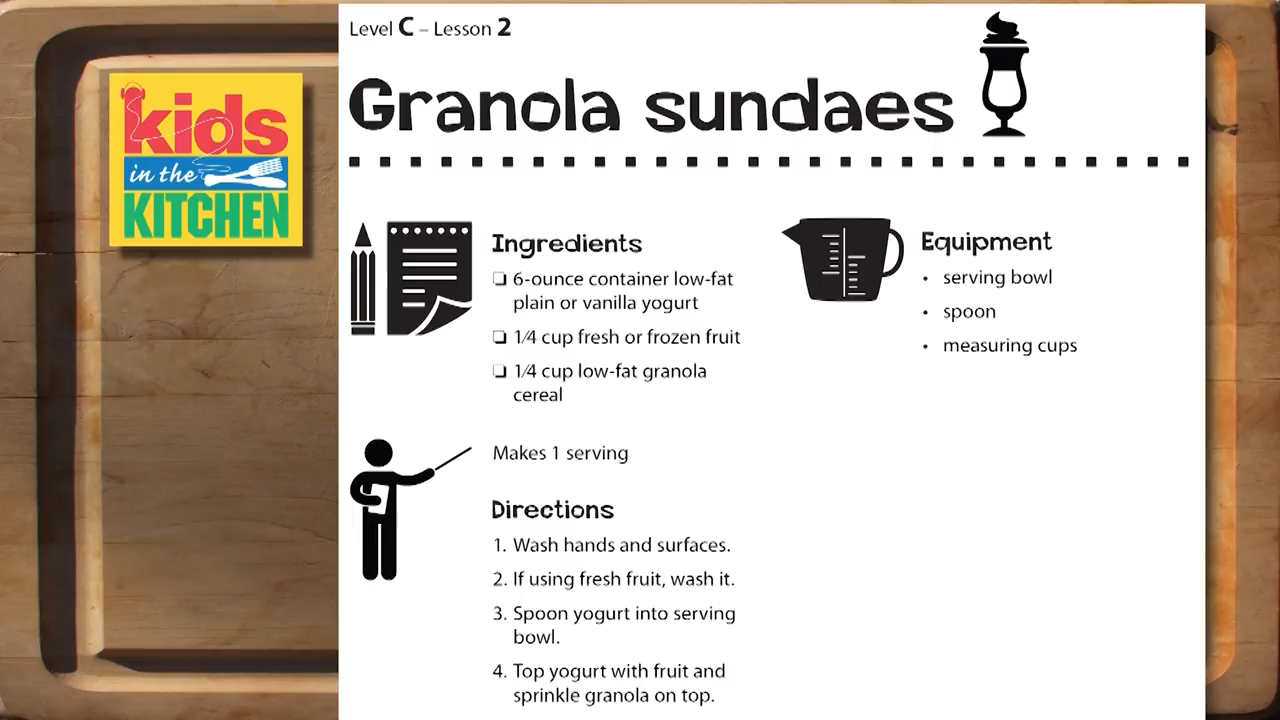 Level C – Lesson 2
Granola sundaes
kids
in the
KITCHEN
Ingredients
❏ 6-ounce container low-fat
plain or vanilla yogurt
❏ 1/4 cup fresh or frozen fruit
❏ 1/4 cup low-fat granola
cereal
Makes 1 serving
Equipment
• serving bowl
• spoon
• measuring cups
Directions
1. Wash hands and surfaces.
2. If using fresh fruit, wash it.
3. Spoon yogurt into serving
bowl.
4. Top yogurt with fruit and
sprinkle granola on top.